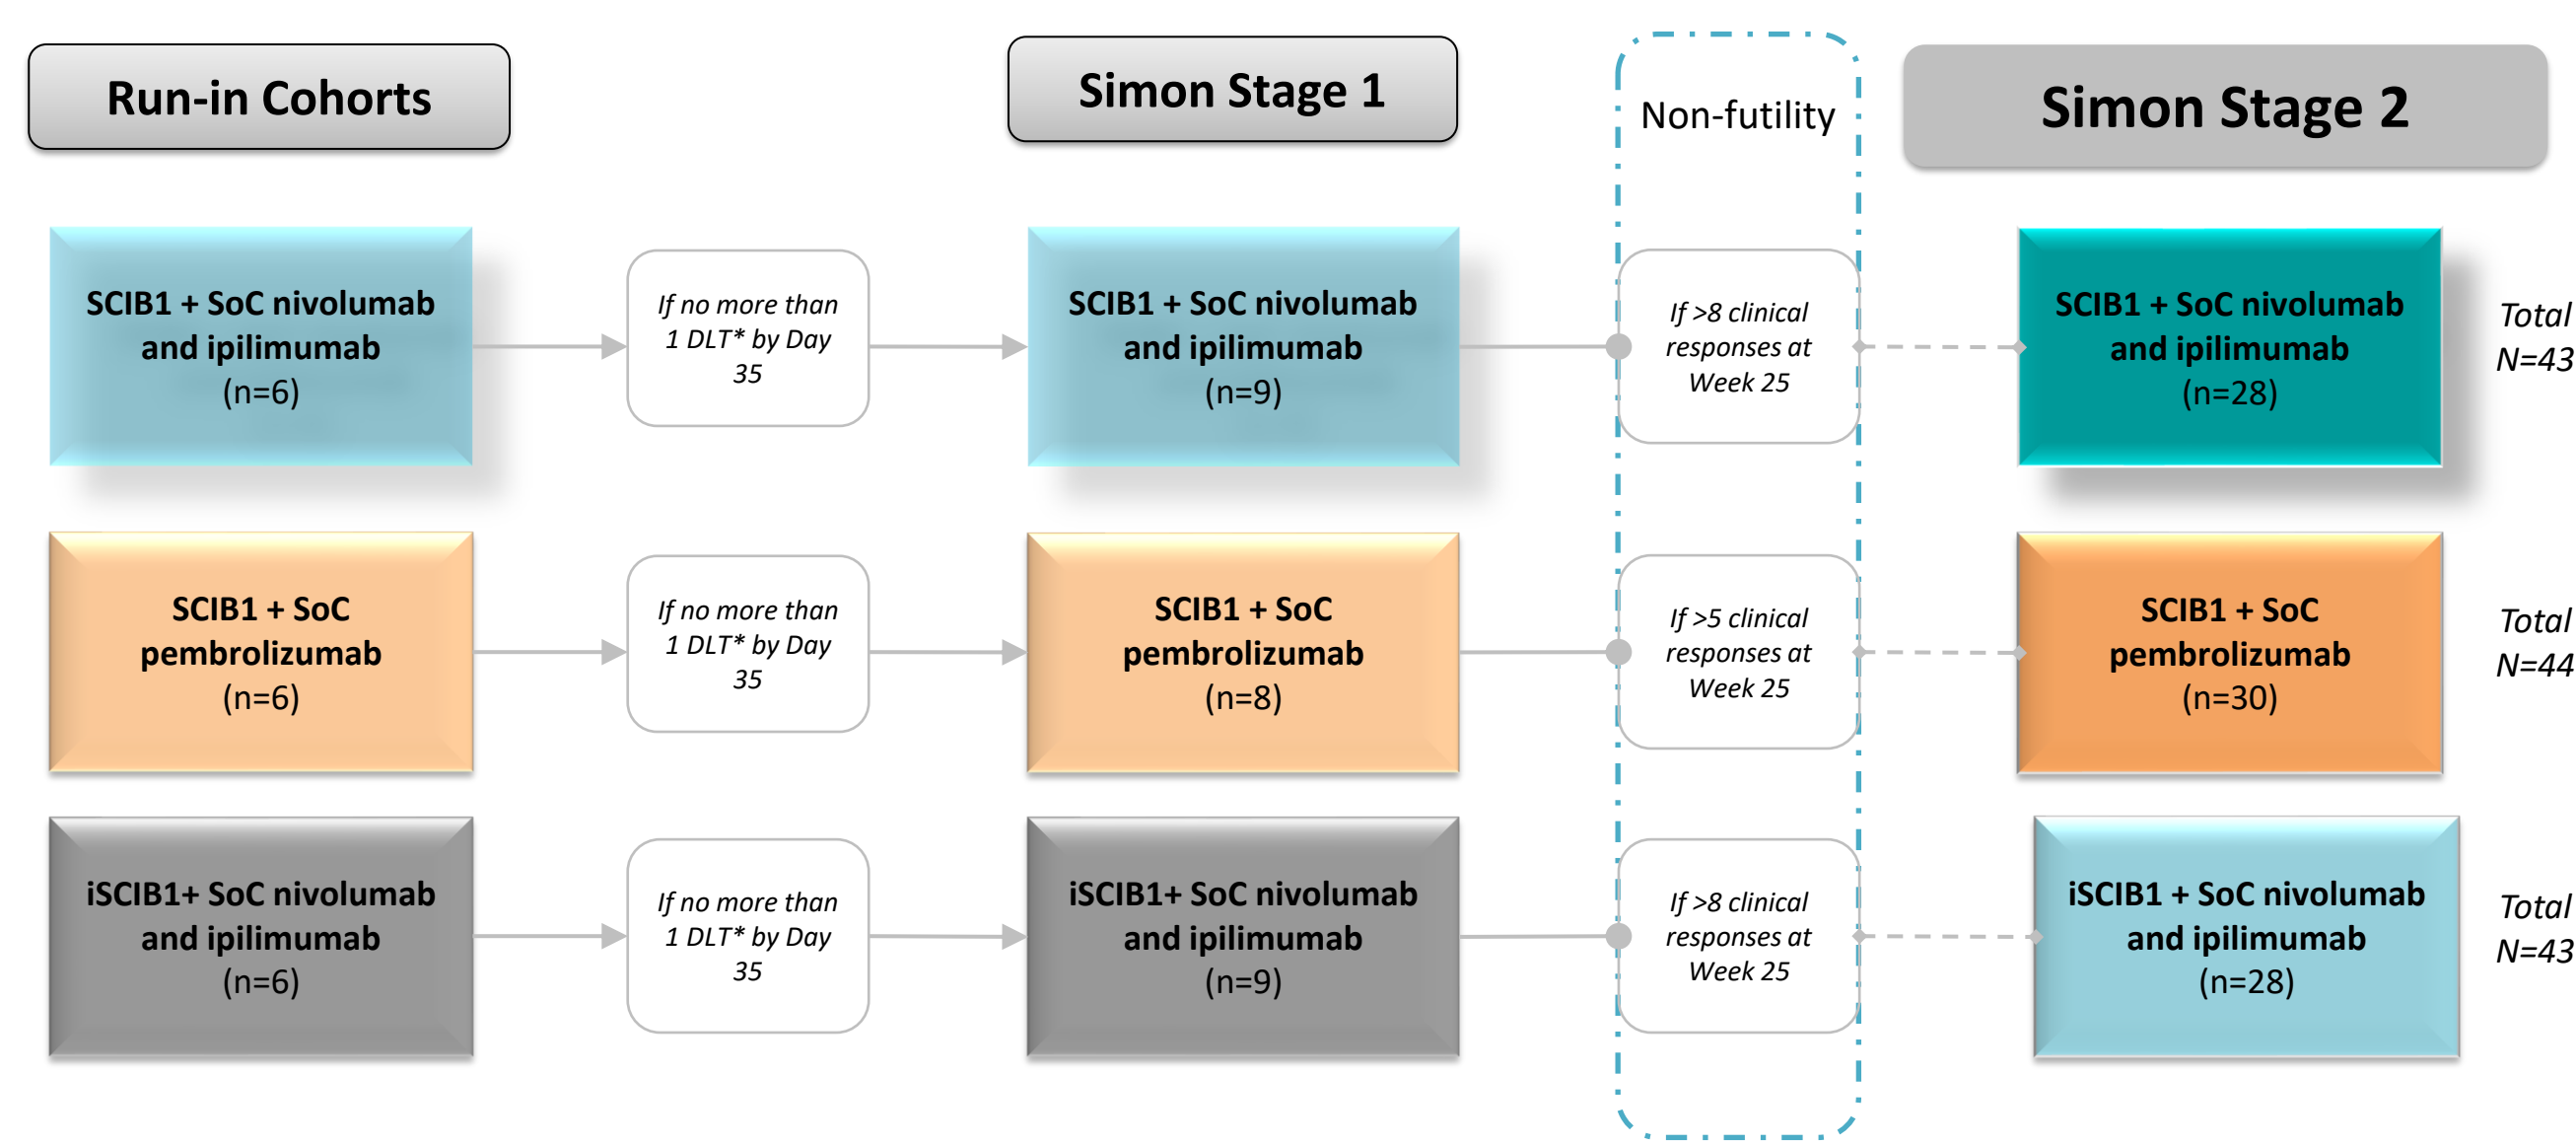 Run-in Cohorts
Simon Stage 1
Non-futility
Simon Stage 2
SCIB1 + SoC nivolumab
and ipilimumab
(n=6)
If no more than
1 DLT* by Day
35
SCIB1 + SoC nivolumab
and ipilimumab
(n=9)
If >8 clinical
responses at
Week 25
SCIB1 + SoC nivolumab
and ipilimumab
(n=28)
Total
N=43
SCIB1 + SoC
pembrolizumab
(n=6)
If no more than
1 DLT* by Day
35
SCIB1 + SoC
pembrolizumab
(n=8)
If >5 clinical
responses at
Week 25
SCIB1 + SoC
pembrolizumab
(n=30)
Total
N=44
iSCIB1+ SoC nivolumab
and ipilimumab
(n=6)
If no more than
1 DLT* by Day
35
iSCIB1+ SoC nivolumab
and ipilimumab
(n=9)
If >8 clinical
responses at
Week 25
iSCIB1 + SoC nivolumab
and ipilimumab
(n=28)
Total
N=43